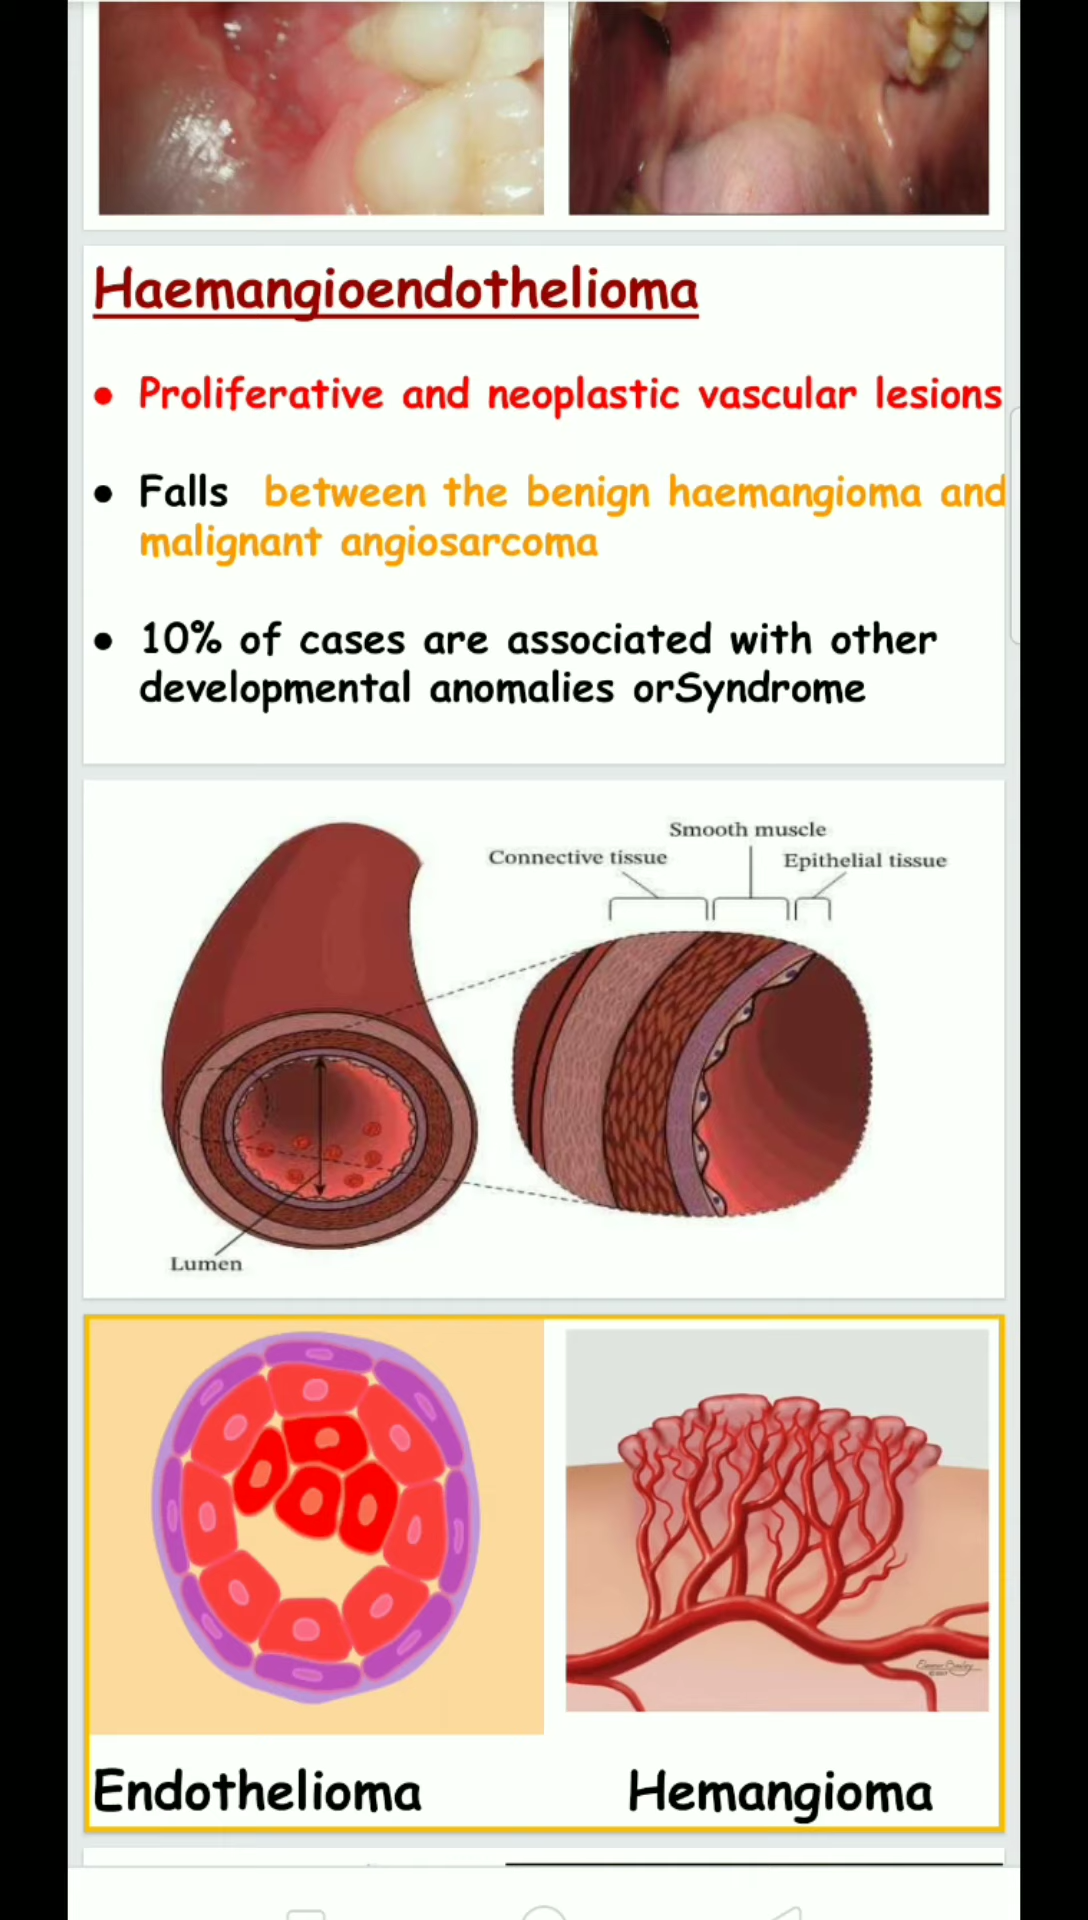 Haemangioendothelioma
● Proliferative and neoplastic vascular lesions
● Falls between the benign haemangioma and
malignant angiosarcoma
● 10% of cases are associated with other
developmental anomalies orSyndrome
Smooth muscle
Connective tissue
Epithelial tissue
Lumen
Endothelioma
Hemangioma